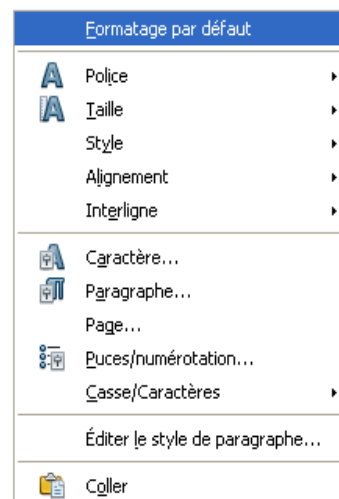 Formatage par défaut
Police
Taille
Style
Alignement
Interligne
Caractère...
Paragraphe...
Page...
Puces/numérotation...
Casse/Caractères
Éditer le style de paragraphe...
Coller